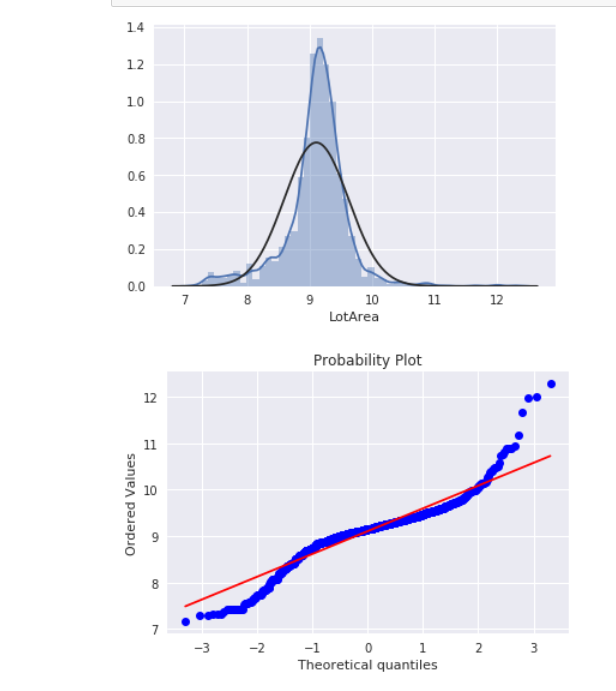 1.4
1.2
1.0
0.8
0.6
0.4
0.2
0.0
7 8 9 10 11 12
LotArea
Probability Plot
12
11
10
9
8
7
Ordered Values
−3 −2 −1 0 1 2 3
Theoretical quantiles